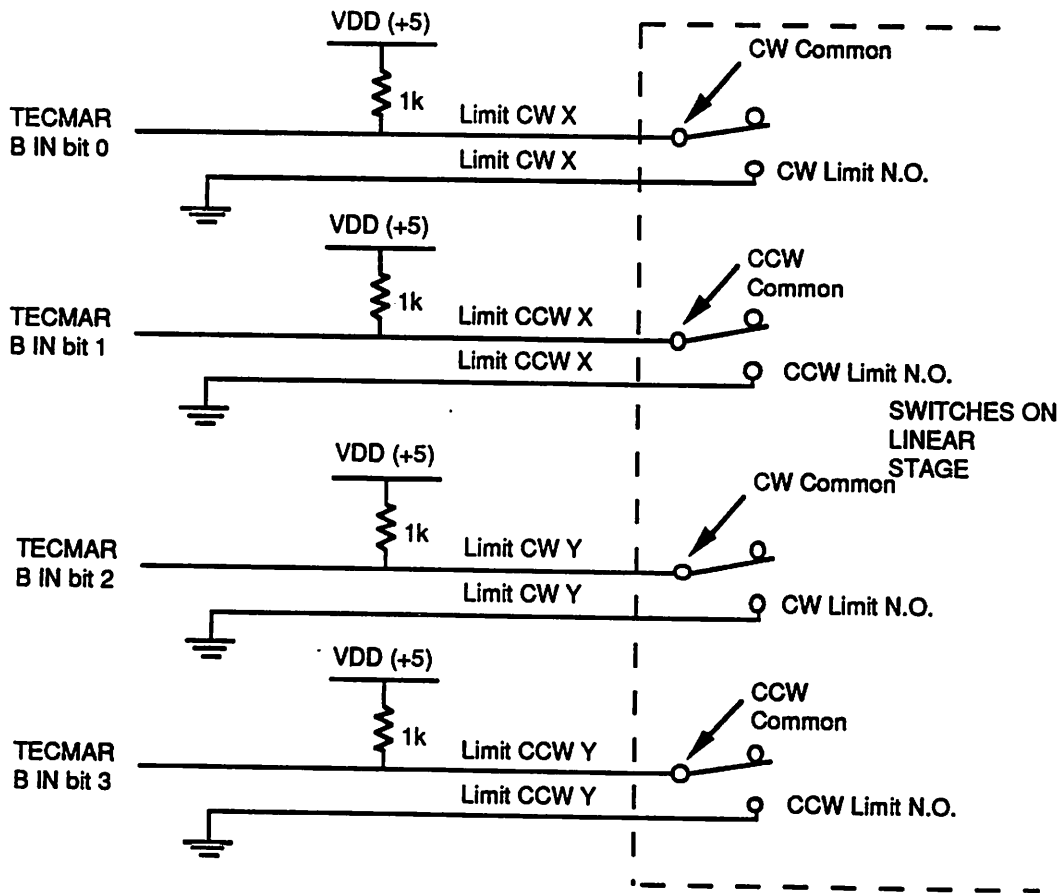 VDD (+5)
CW Common
1k
TECMAR
B IN bit 0
Limit CW X
Limit CW X
CW Limit N.O.
VDD (+5)
CCW
Common
1k
TECMAR
B IN bit 1
Limit CCW X
Limit CCW X
CCW Limit N.O.
SWITCHES ON
LINEAR
STAGE
VDD (+5)
CW Common
1k
TECMAR
B IN bit 2
Limit CW Y
Limit CW Y
CW Limit N.O.
VDD (+5)
CCW
Common
1k
TECMAR
B IN bit 3
Limit CCW Y
Limit CCW Y
CCW Limit N.O.